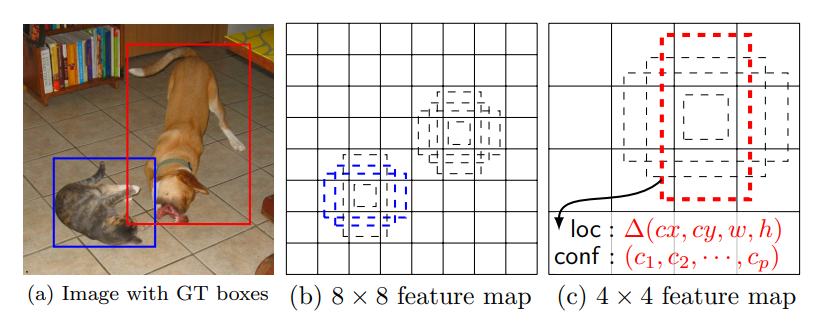 loc : Δ(cx, cy, w, h)
conf : (c₁, c₂, ⋯, cₚ)
(a) Image with GT boxes
(b) 8 × 8 feature map
(c) 4 × 4 feature map